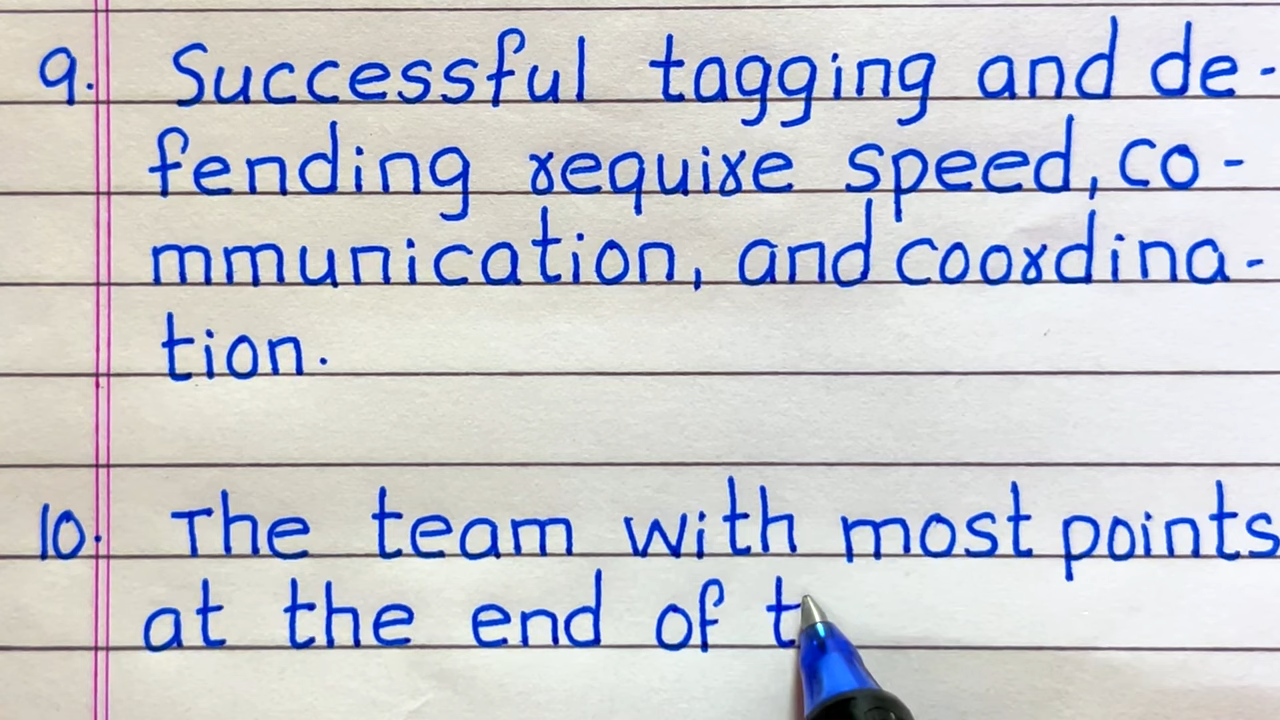 9. Successful tagging and de-
fending require speed, co-
mmunication, and coordina-
tion.
10. The team with most points
at the end of t